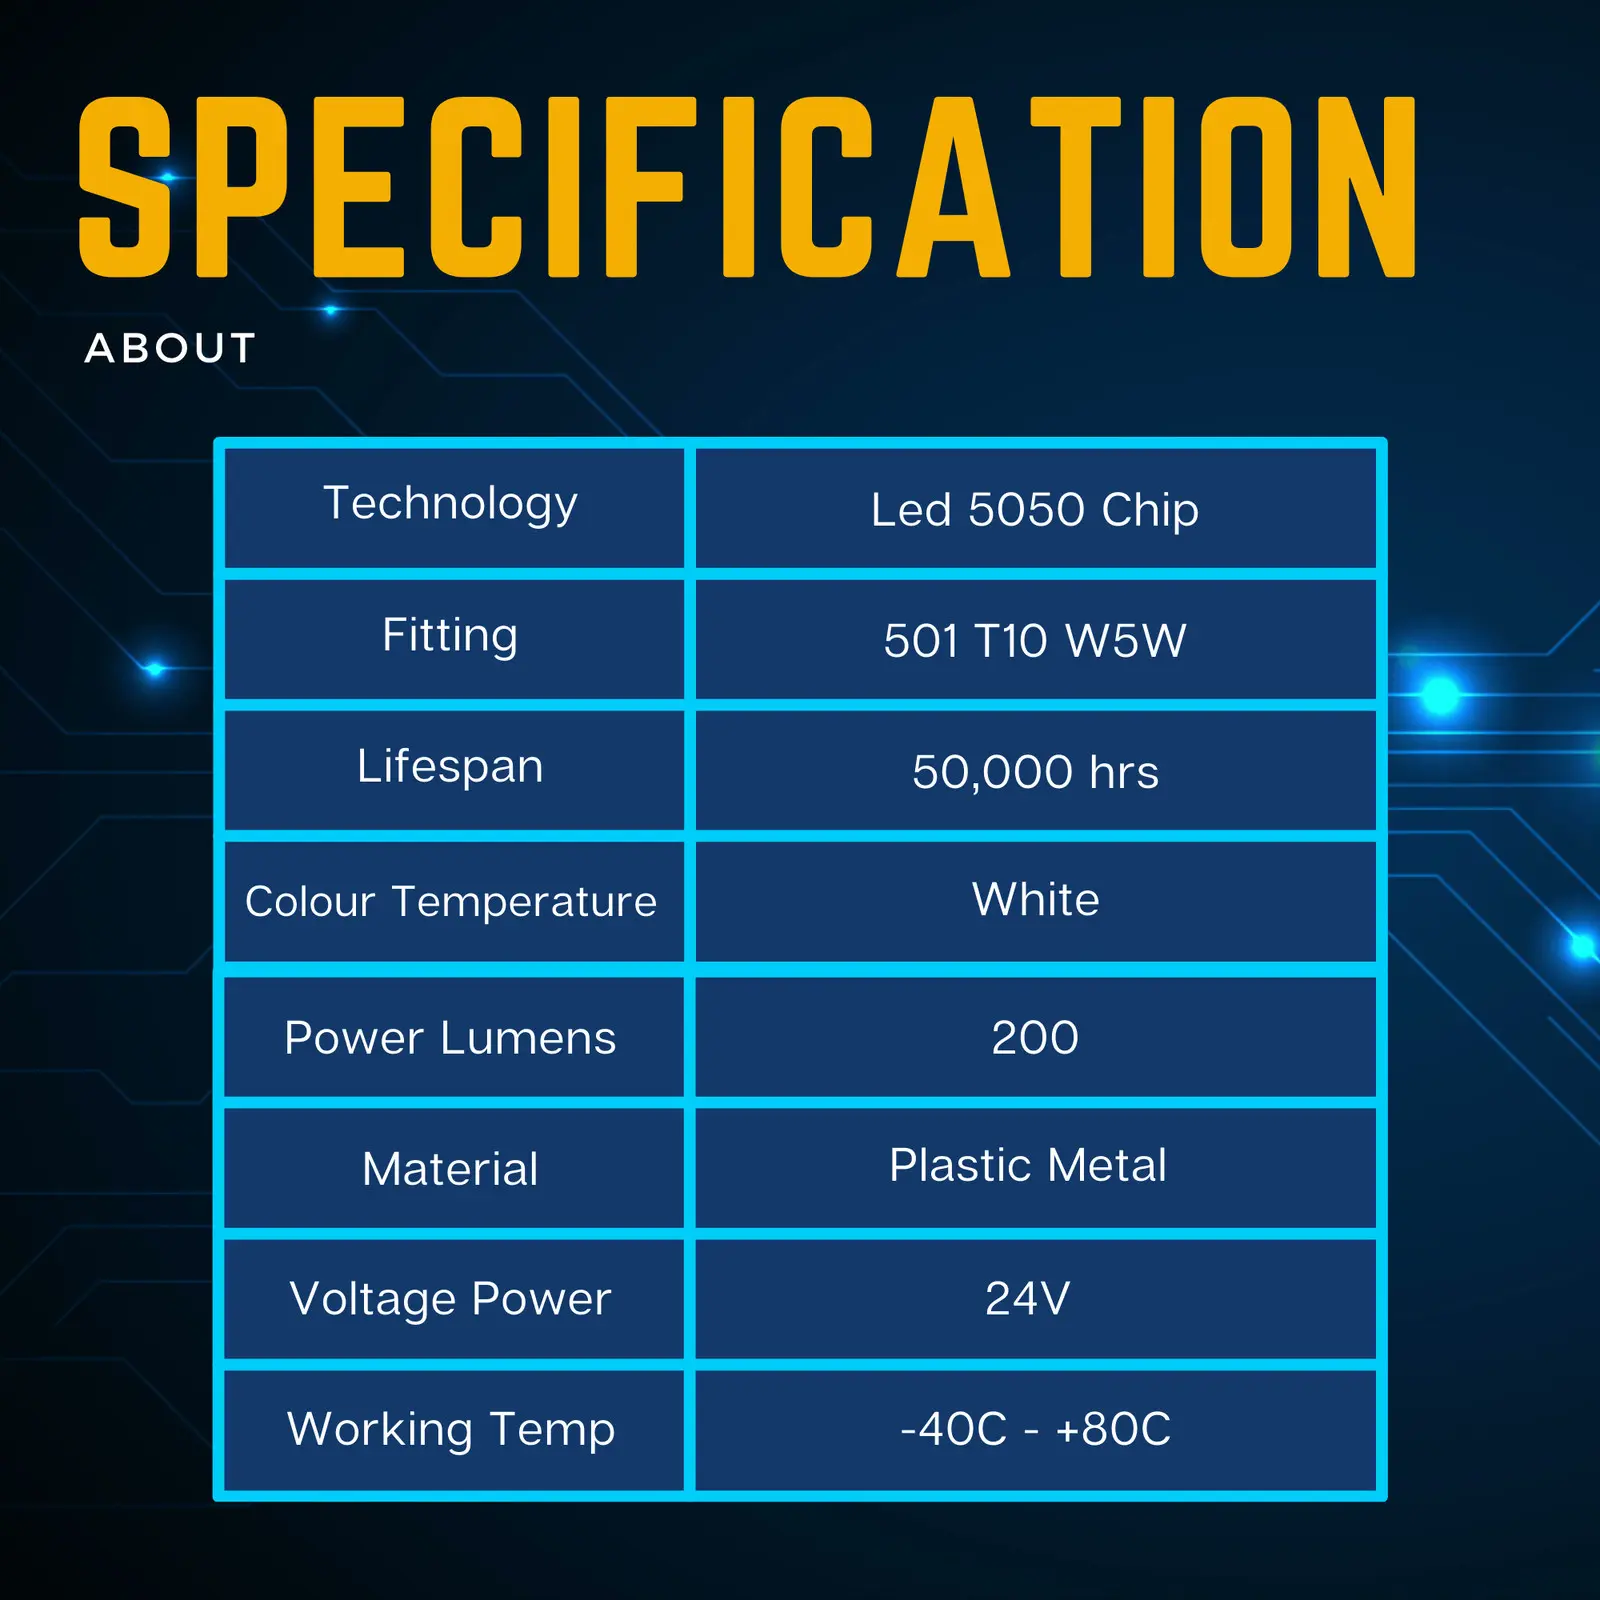 SPECIFICATION
ABOUT
Technology Led 5050 Chip
Fitting 501 T10 W5W
Lifespan 50,000 hrs
Colour Temperature White
Power Lumens 200
Material Plastic Metal
Voltage Power 24V
Working Temp -40C - +80C